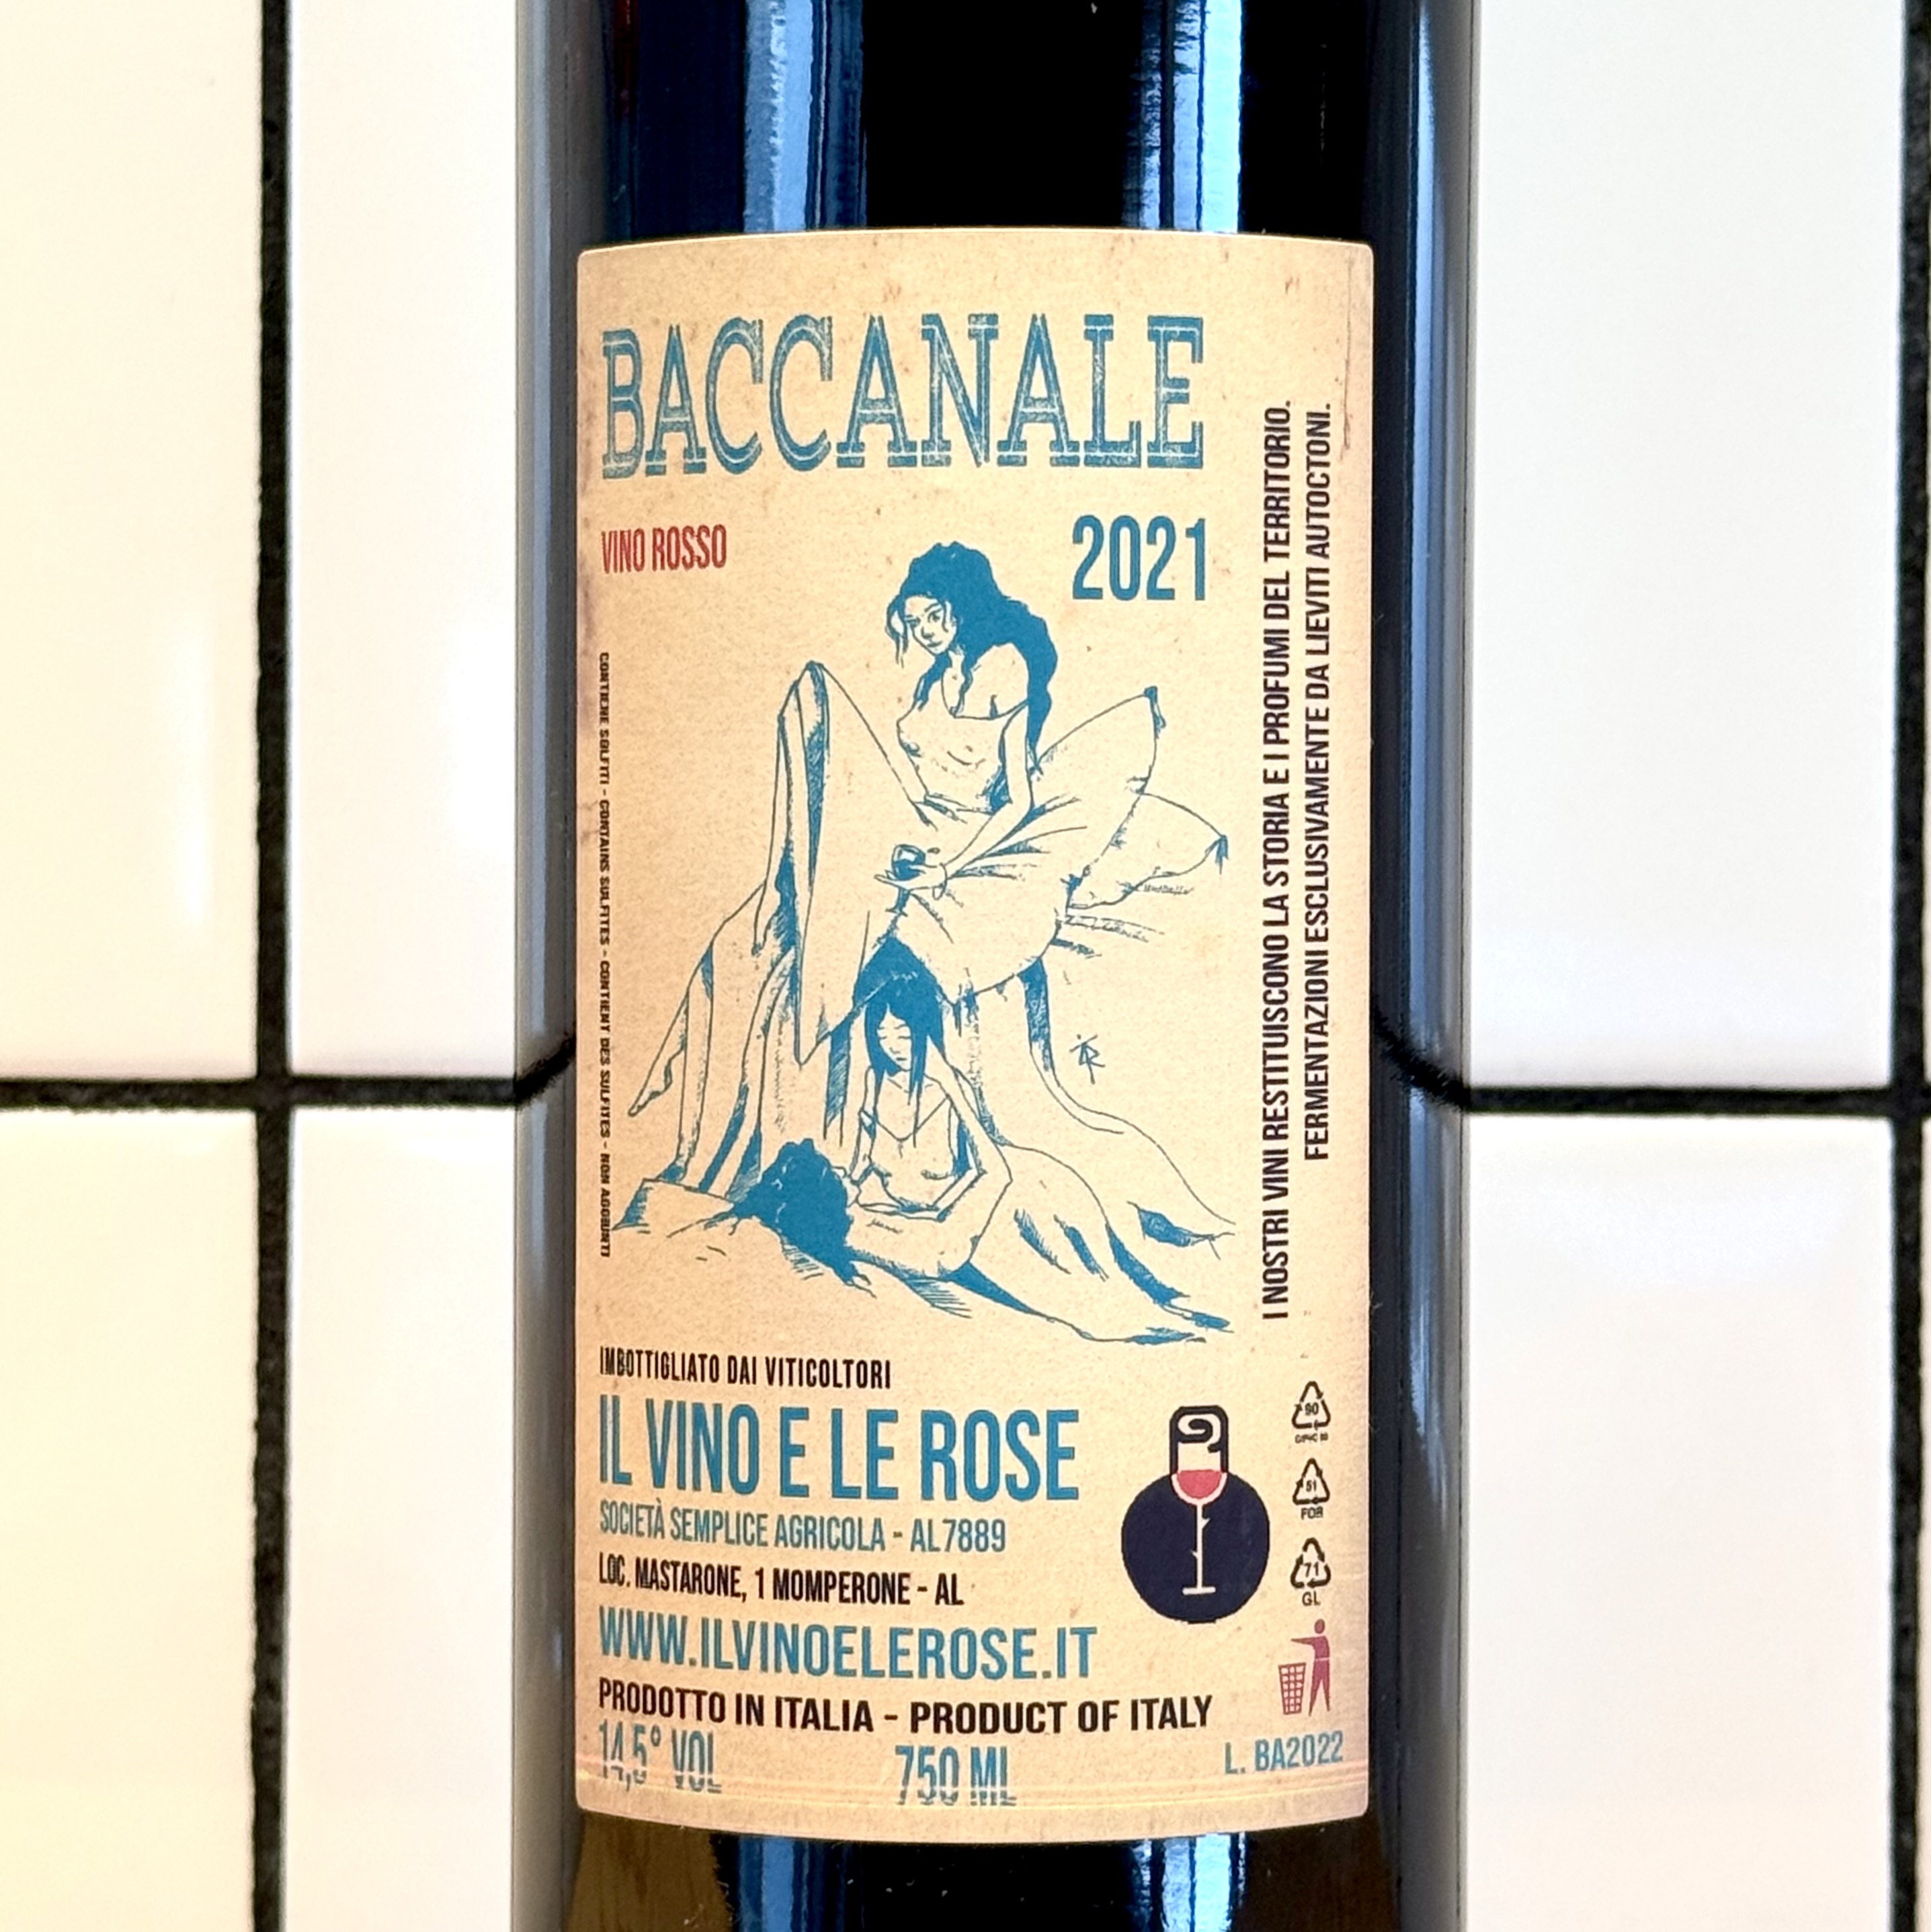 BACCANALE
VINO ROSSO
2021
CONTIENE SOLFITI - CONTAINS SULFITES - CONTIENT DES SULFITES - NON AGGIUNTI
I NOSTRI VINI RESTITUISCONO LA STORIA E I PROFUMI DEL TERRITORIO.
FERMENTAZIONI ESCLUSIVAMENTE DA LIEVITI AUTOCTONI.
IMBOTTIGLIATO DAI VITICOLTORI
IL VINO E LE ROSE
SOCIETÀ SEMPLICE AGRICOLA - AL7889
LOC. MASTARONE, 1 MOMPERONE - AL
WWW.ILVINOELEROSE.IT
PRODOTTO IN ITALIA - PRODUCT OF ITALY
14,5° VOL
750 ML
L. BA2022
90
51
FOR
71
GL